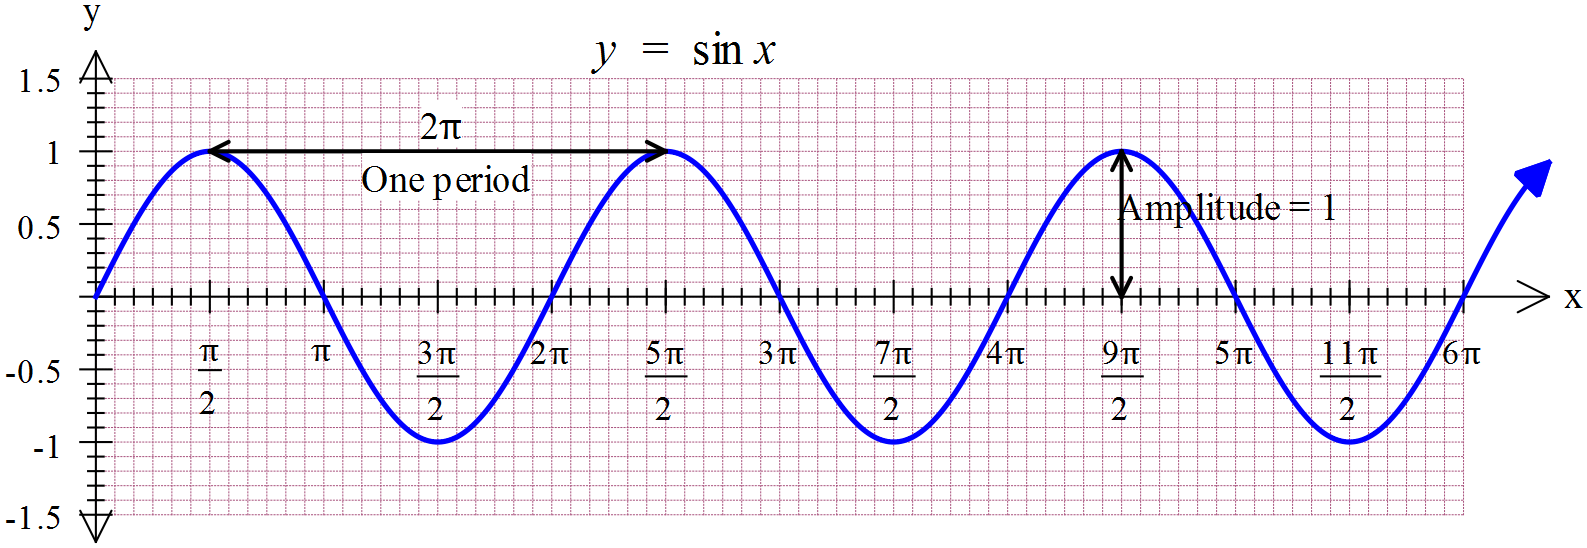 y
y = sin x
1.5
2π
1
One period
Amplitude = 1
0.5
x
π/2 π 3π/2 2π 5π/2 3π 7π/2 4π 9π/2 5π 11π/2 6π
-0.5
-1
-1.5